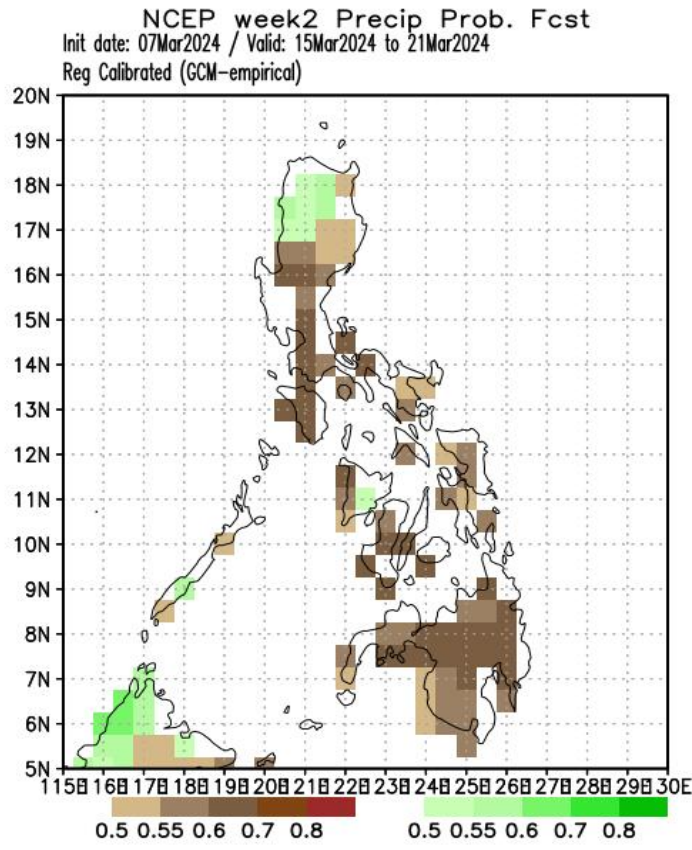 NCEP week2 Precip Prob. Fcst
Init date: 07Mar2024 / Valid: 15Mar2024 to 21Mar2024
Reg Calibrated (GCM-empirical)
20N
19N
18N
17N
16N
15N
14N
13N
12N
11N
10N
9N
8N
7N
6N
5N
115E 116E 117E 118E 119E 120E 121E 122E 123E 124E 125E 126E 127E 128E 129E 130E
0.5 0.55 0.6 0.7 0.8 0.5 0.55 0.6 0.7 0.8